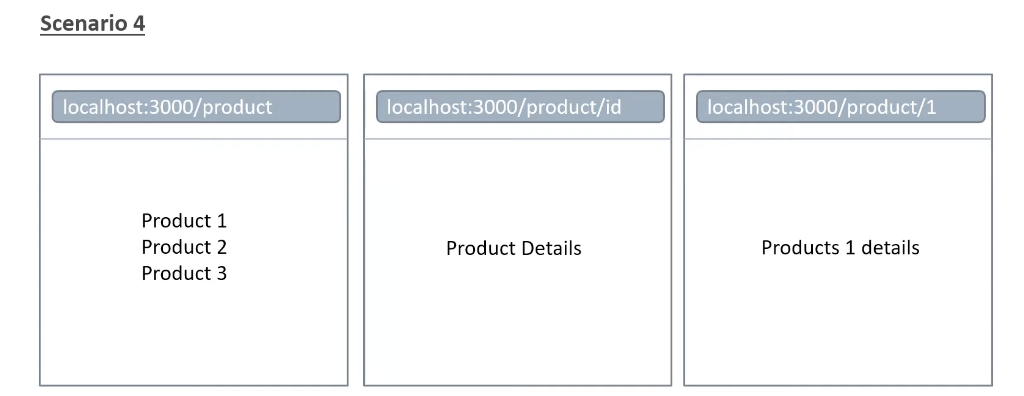 Scenario 4
localhost:3000/product
Product 1
Product 2
Product 3
localhost:3000/product/id
Product Details
localhost:3000/product/1
Products 1 details